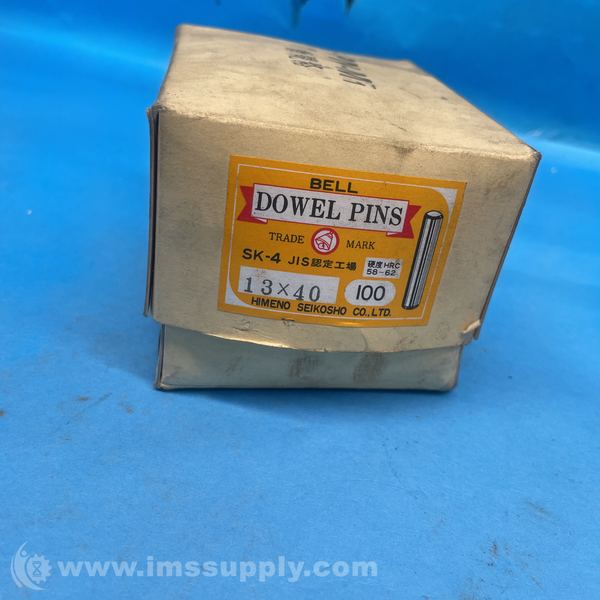 BELL
DOWEL PINS
TRADE MARK
SK-4 JIS認定工場
硬度HRC
58-62
13×40
100
HIMENO SEIKOSHO CO.,LTD.
www.imssupply.com